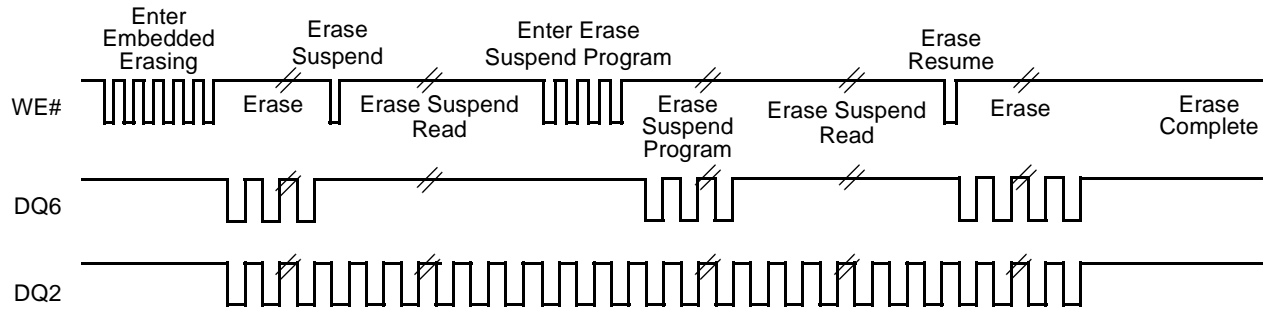 Enter
Embedded
Erasing
Erase
Suspend
Enter Erase
Suspend Program
Erase
Resume
WE#
Erase
Erase Suspend
Read
Erase
Suspend
Program
Erase Suspend
Read
Erase
Erase
Complete
DQ6
DQ2